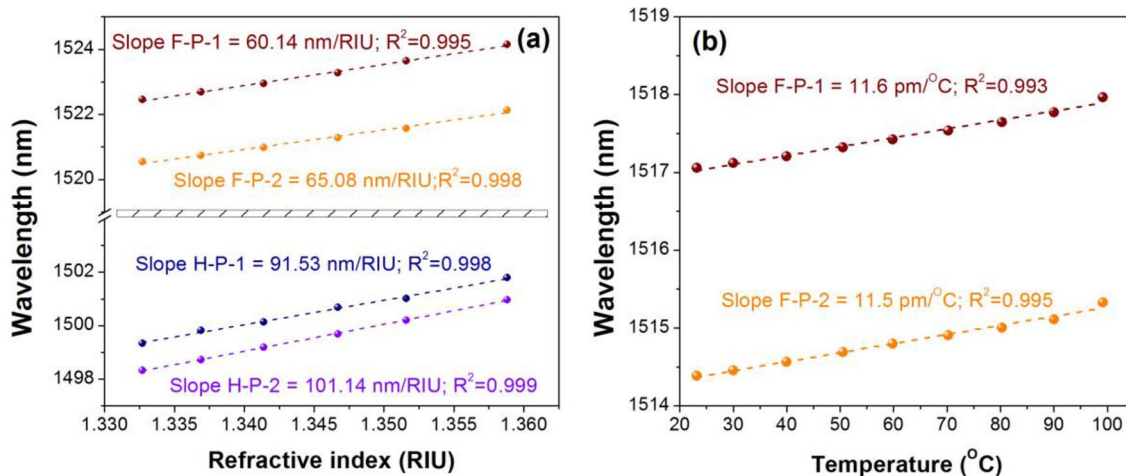 (a)
Slope F-P-1 = 60.14 nm/RIU; R²=0.995
Slope F-P-2 = 65.08 nm/RIU;R²=0.998
Slope H-P-1 = 91.53 nm/RIU; R²=0.998
Slope H-P-2 = 101.14 nm/RIU; R²=0.999
1524
1522
1520
1502
1500
1498
Wavelength (nm)
Wavelength (nm)
1.330 1.335 1.340 1.345 1.350 1.355 1.360
Refractive index (RIU)
(b)
Slope F-P-1 = 11.6 pm/ᴼC; R²=0.993
Slope F-P-2 = 11.5 pm/ᴼC; R²=0.995
1519
1518
1517
1516
1515
1514
Wavelength (nm)
20 30 40 50 60 70 80 90 100
Temperature (ᴼC)